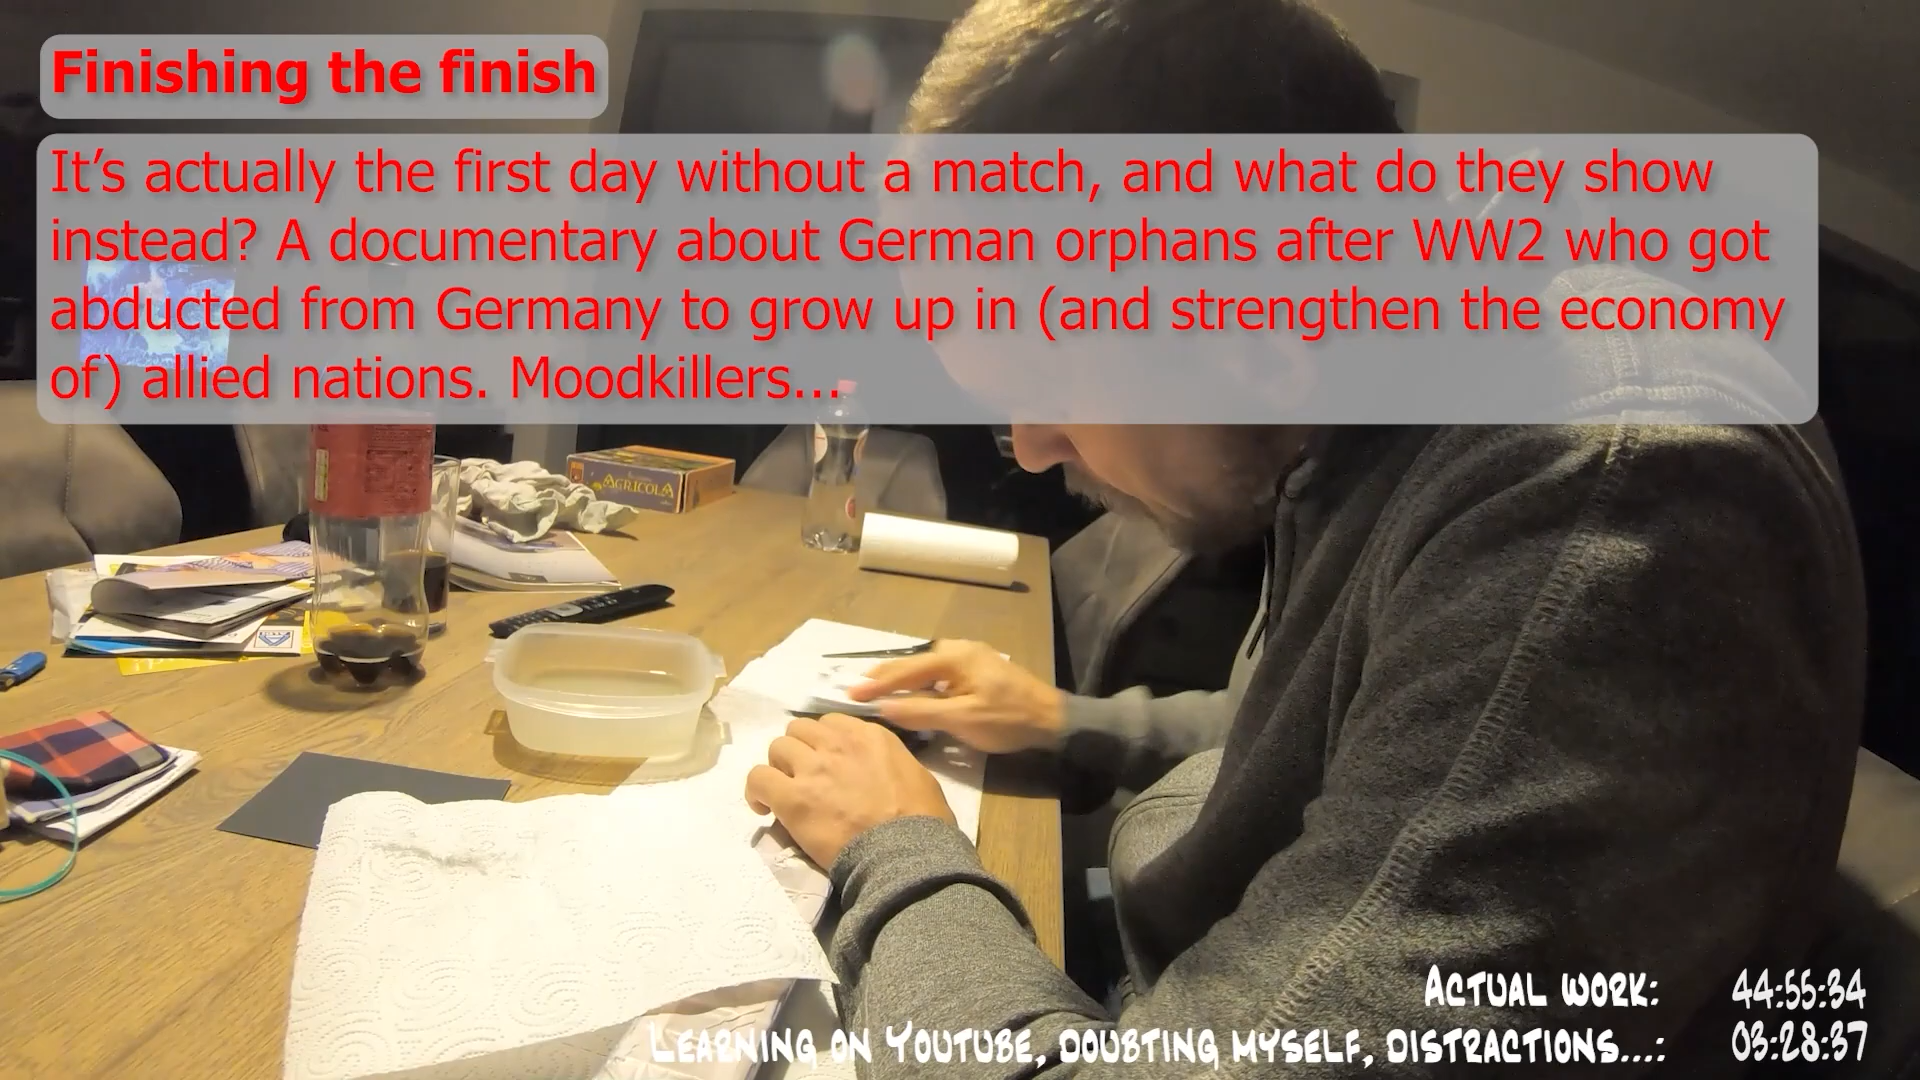 Finishing the finish
It’s actually the first day without a match, and what do they show
instead? A documentary about German orphans after WW2 who got
abducted from Germany to grow up in (and strengthen the economy
of) allied nations. Moodkillers...
AGRICOLA
ACTUAL WORK: 44:55:34
LEARNING ON YOUTUBE, DOUBTING MYSELF, DISTRACTIONS...: 03:28:37